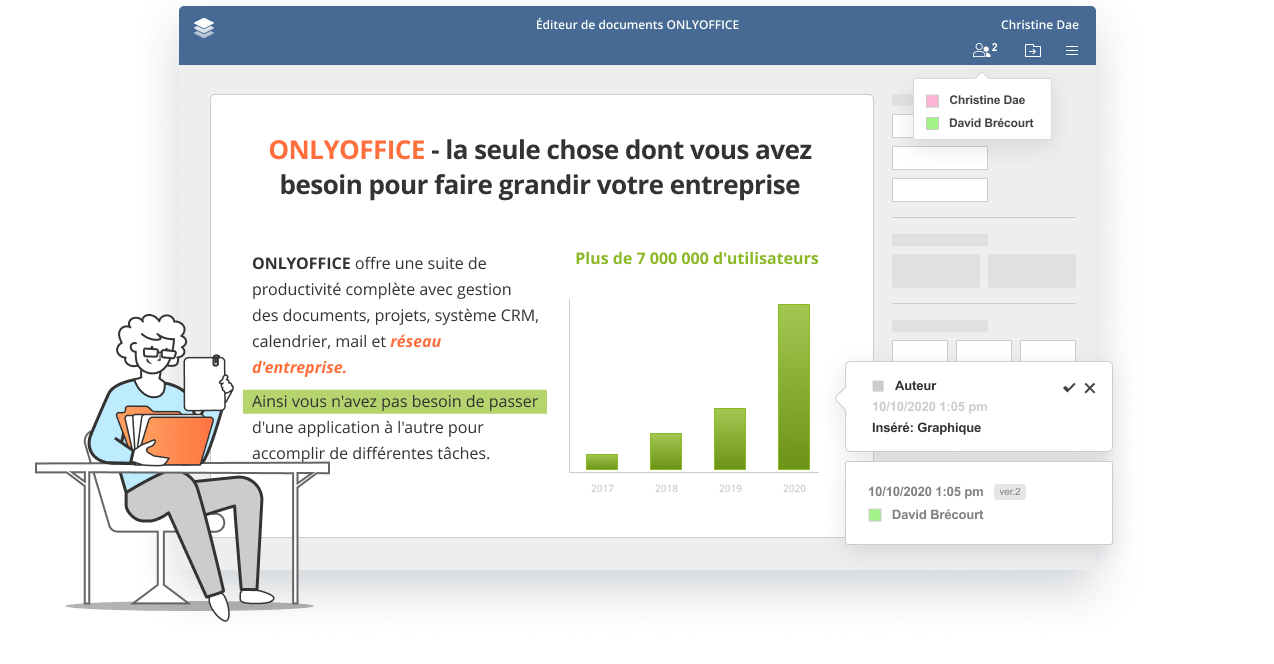 Éditeur de documents ONLYOFFICE
Christine Dae
2
Christine Dae
David Brécourt
ONLYOFFICE - la seule chose dont vous avez
besoin pour faire grandir votre entreprise
ONLYOFFICE offre une suite de
productivité complète avec gestion
des documents, projets, système CRM,
calendrier, mail et réseau
d'entreprise.
Ainsi vous n'avez pas besoin de passer
d'une application à l'autre pour
accomplir de différentes tâches.
Plus de 7 000 000 d'utilisateurs
2017 2018 2019 2020
Auteur
10/10/2020 1:05 pm
Inséré: Graphique
10/10/2020 1:05 pm ver.2
David Brécourt